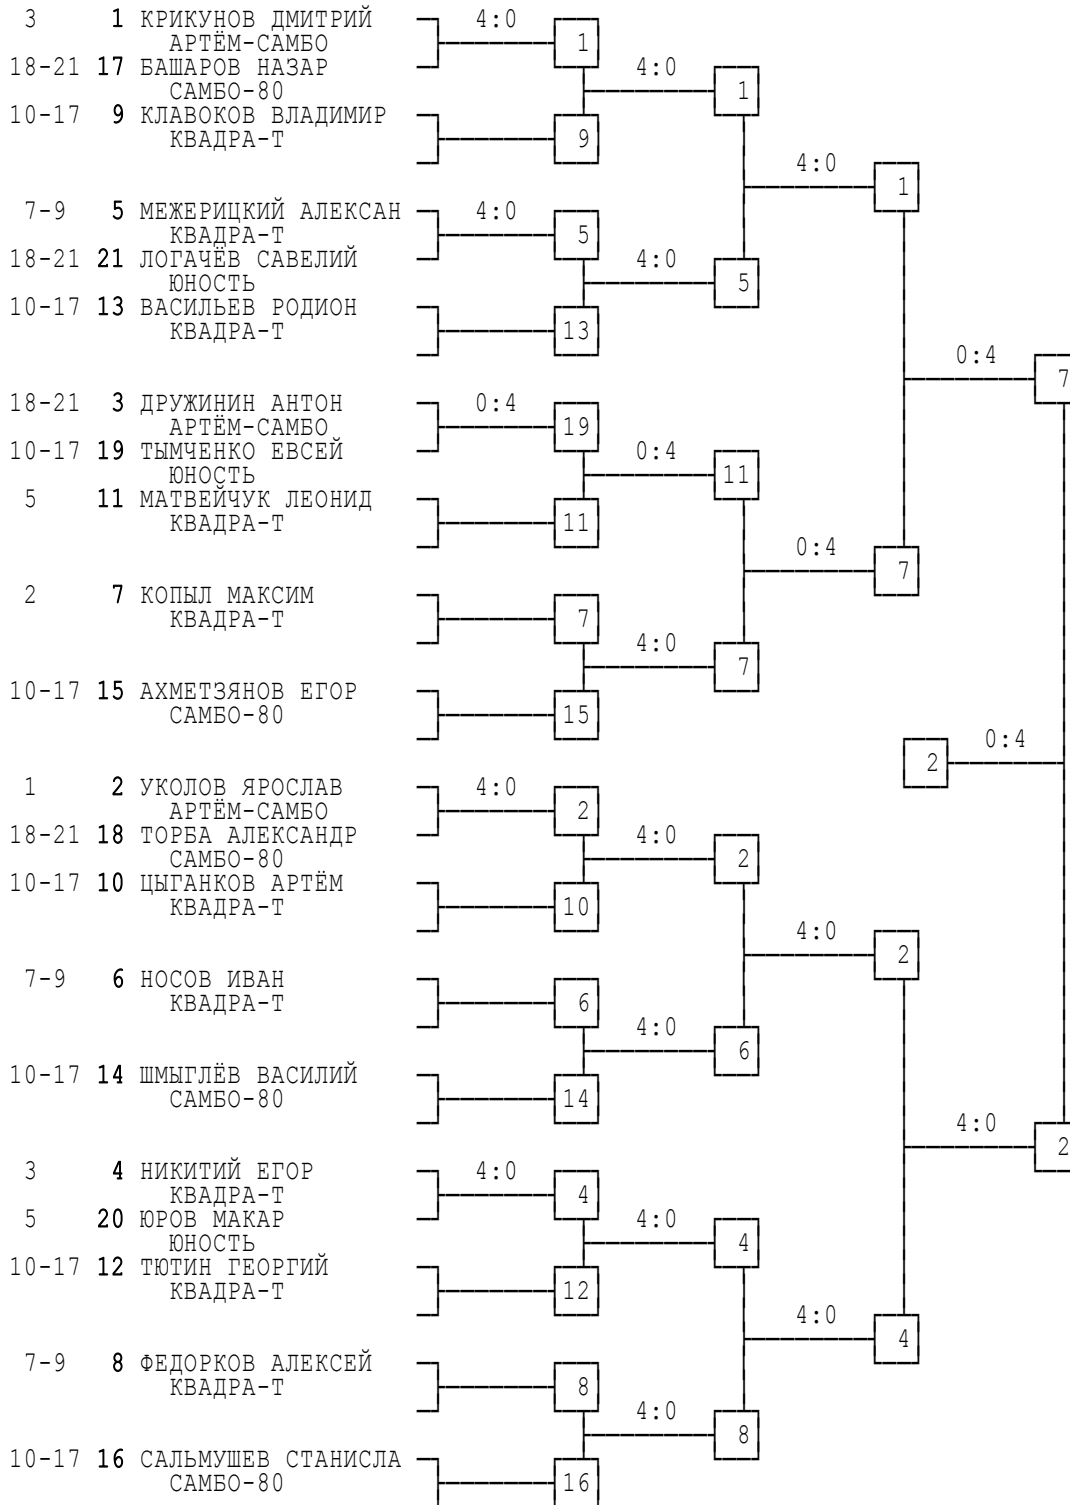 3 1 КРИКУНОВ ДМИТРИЙ 4:0
АРТЁМ-САМБО 1
18-21 17 БАШАРОВ НАЗАР 4:0
САМБО-80 1
10-17 9 КЛАВОКОВ ВЛАДИМИР
КВАДРА-Т 9
4:0
1
7-9 5 МЕЖЕРИЦКИЙ АЛЕКСАН 4:0
КВАДРА-Т 5
18-21 21 ЛОГАЧЁВ САВЕЛИЙ 4:0
ЮНОСТЬ 5
10-17 13 ВАСИЛЬЕВ РОДИОН
КВАДРА-Т 13
0:4
7
18-21 3 ДРУЖИНИН АНТОН 0:4
АРТЁМ-САМБО 19
10-17 19 ТЫМЧЕНКО ЕВСЕЙ 0:4
ЮНОСТЬ 11
5 11 МАТВЕЙЧУК ЛЕОНИД
КВАДРА-Т 11
0:4
7
2 7 КОПЫЛ МАКСИМ
КВАДРА-Т 7
4:0
7
10-17 15 АХМЕТЗЯНОВ ЕГОР
САМБО-80 15
0:4
2
1 2 УКОЛОВ ЯРОСЛАВ 4:0
АРТЁМ-САМБО 2
18-21 18 ТОРБА АЛЕКСАНДР 4:0
САМБО-80 2
10-17 10 ЦЫГАНКОВ АРТЁМ
КВАДРА-Т 10
4:0
2
7-9 6 НОСОВ ИВАН
КВАДРА-Т 6
4:0
6
10-17 14 ШМЫГЛЁВ ВАСИЛИЙ
САМБО-80 14
4:0
2
3 4 НИКИТИЙ ЕГОР 4:0
КВАДРА-Т 4
5 20 ЮРОВ МАКАР 4:0
ЮНОСТЬ 4
10-17 12 ТЮТИН ГЕОРГИЙ
КВАДРА-Т 12
4:0
4
7-9 8 ФЕДОРКОВ АЛЕКСЕЙ
КВАДРА-Т 8
4:0
8
10-17 16 САЛЬМУШЕВ СТАНИСЛА
САМБО-80 16